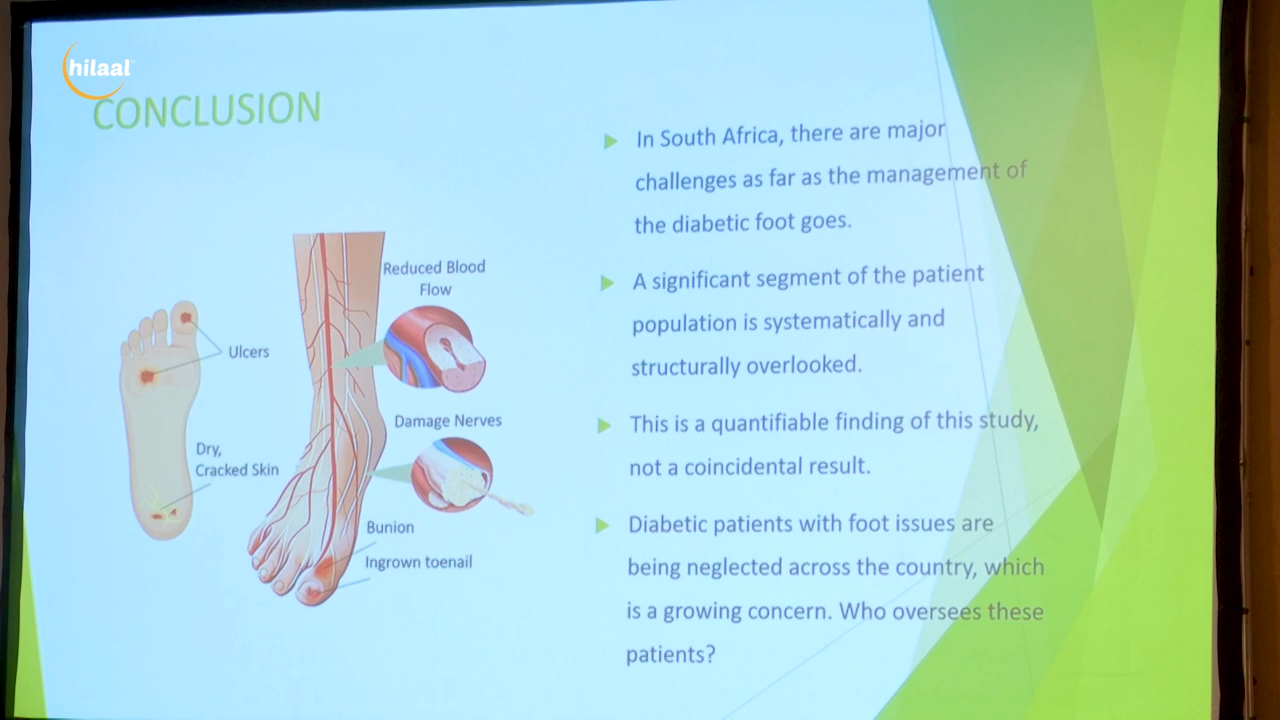 hilaal
CONCLUSION
Reduced Blood
Flow
Ulcers
Damage Nerves
Dry,
Cracked Skin
Bunion
Ingrown toenail
In South Africa, there are major
challenges as far as the management of
the diabetic foot goes.
A significant segment of the patient
population is systematically and
structurally overlooked.
This is a quantifiable finding of this study,
not a coincidental result.
Diabetic patients with foot issues are
being neglected across the country, which
is a growing concern. Who oversees these
patients?